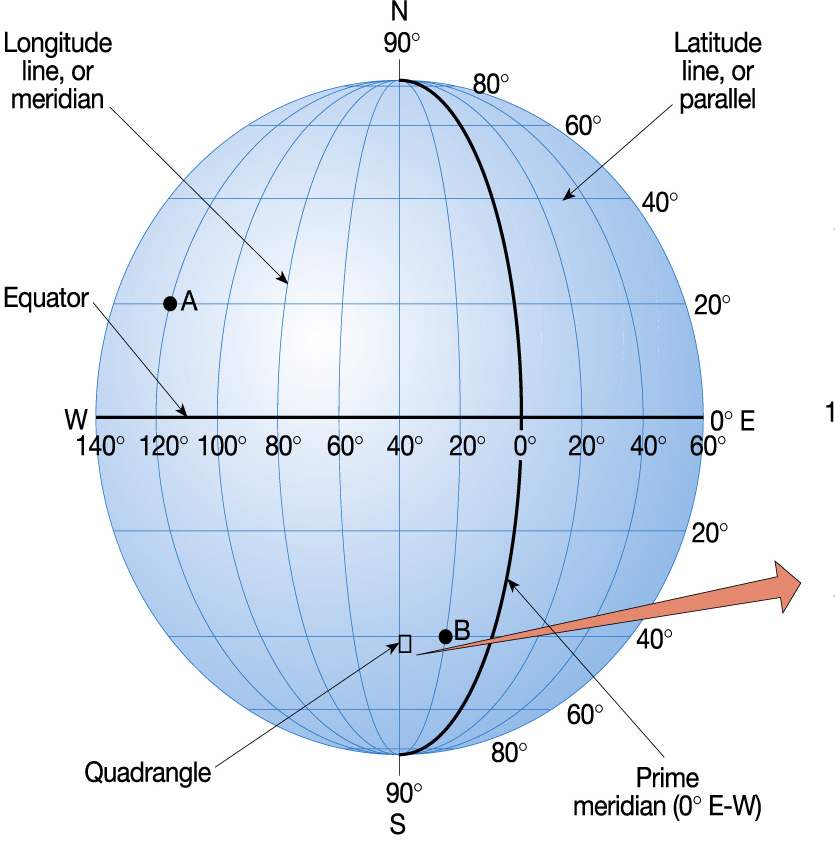 N
90°
Longitude
line, or
meridian
Latitude
line, or
parallel
80°
60°
40°
A
20°
Equator
W
0° E
1
140° 120° 100° 80° 60° 40° 20° 0° 20° 40° 60°
20°
B
40°
60°
80°
Quadrangle
90°
S
Prime
meridian (0° E-W)